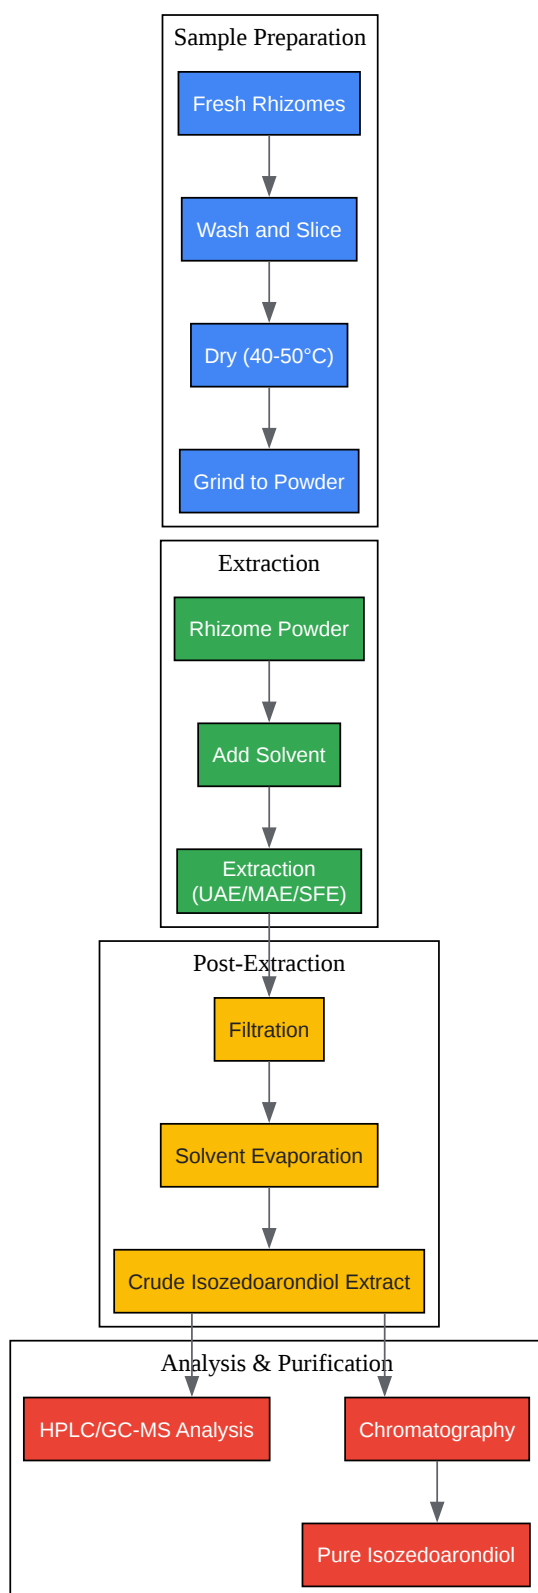 Sample Preparation
Fresh Rhizomes
Wash and Slice
Dry (40-50°C)
Grind to Powder
Extraction
Rhizome Powder
Add Solvent
Extraction
(UAE/MAE/SFE)
Post-Extraction
Filtration
Solvent Evaporation
Crude Isozedoarondiol Extract
Analysis & Purification
HPLC/GC-MS Analysis
Chromatography
Pure Isozedoarondiol